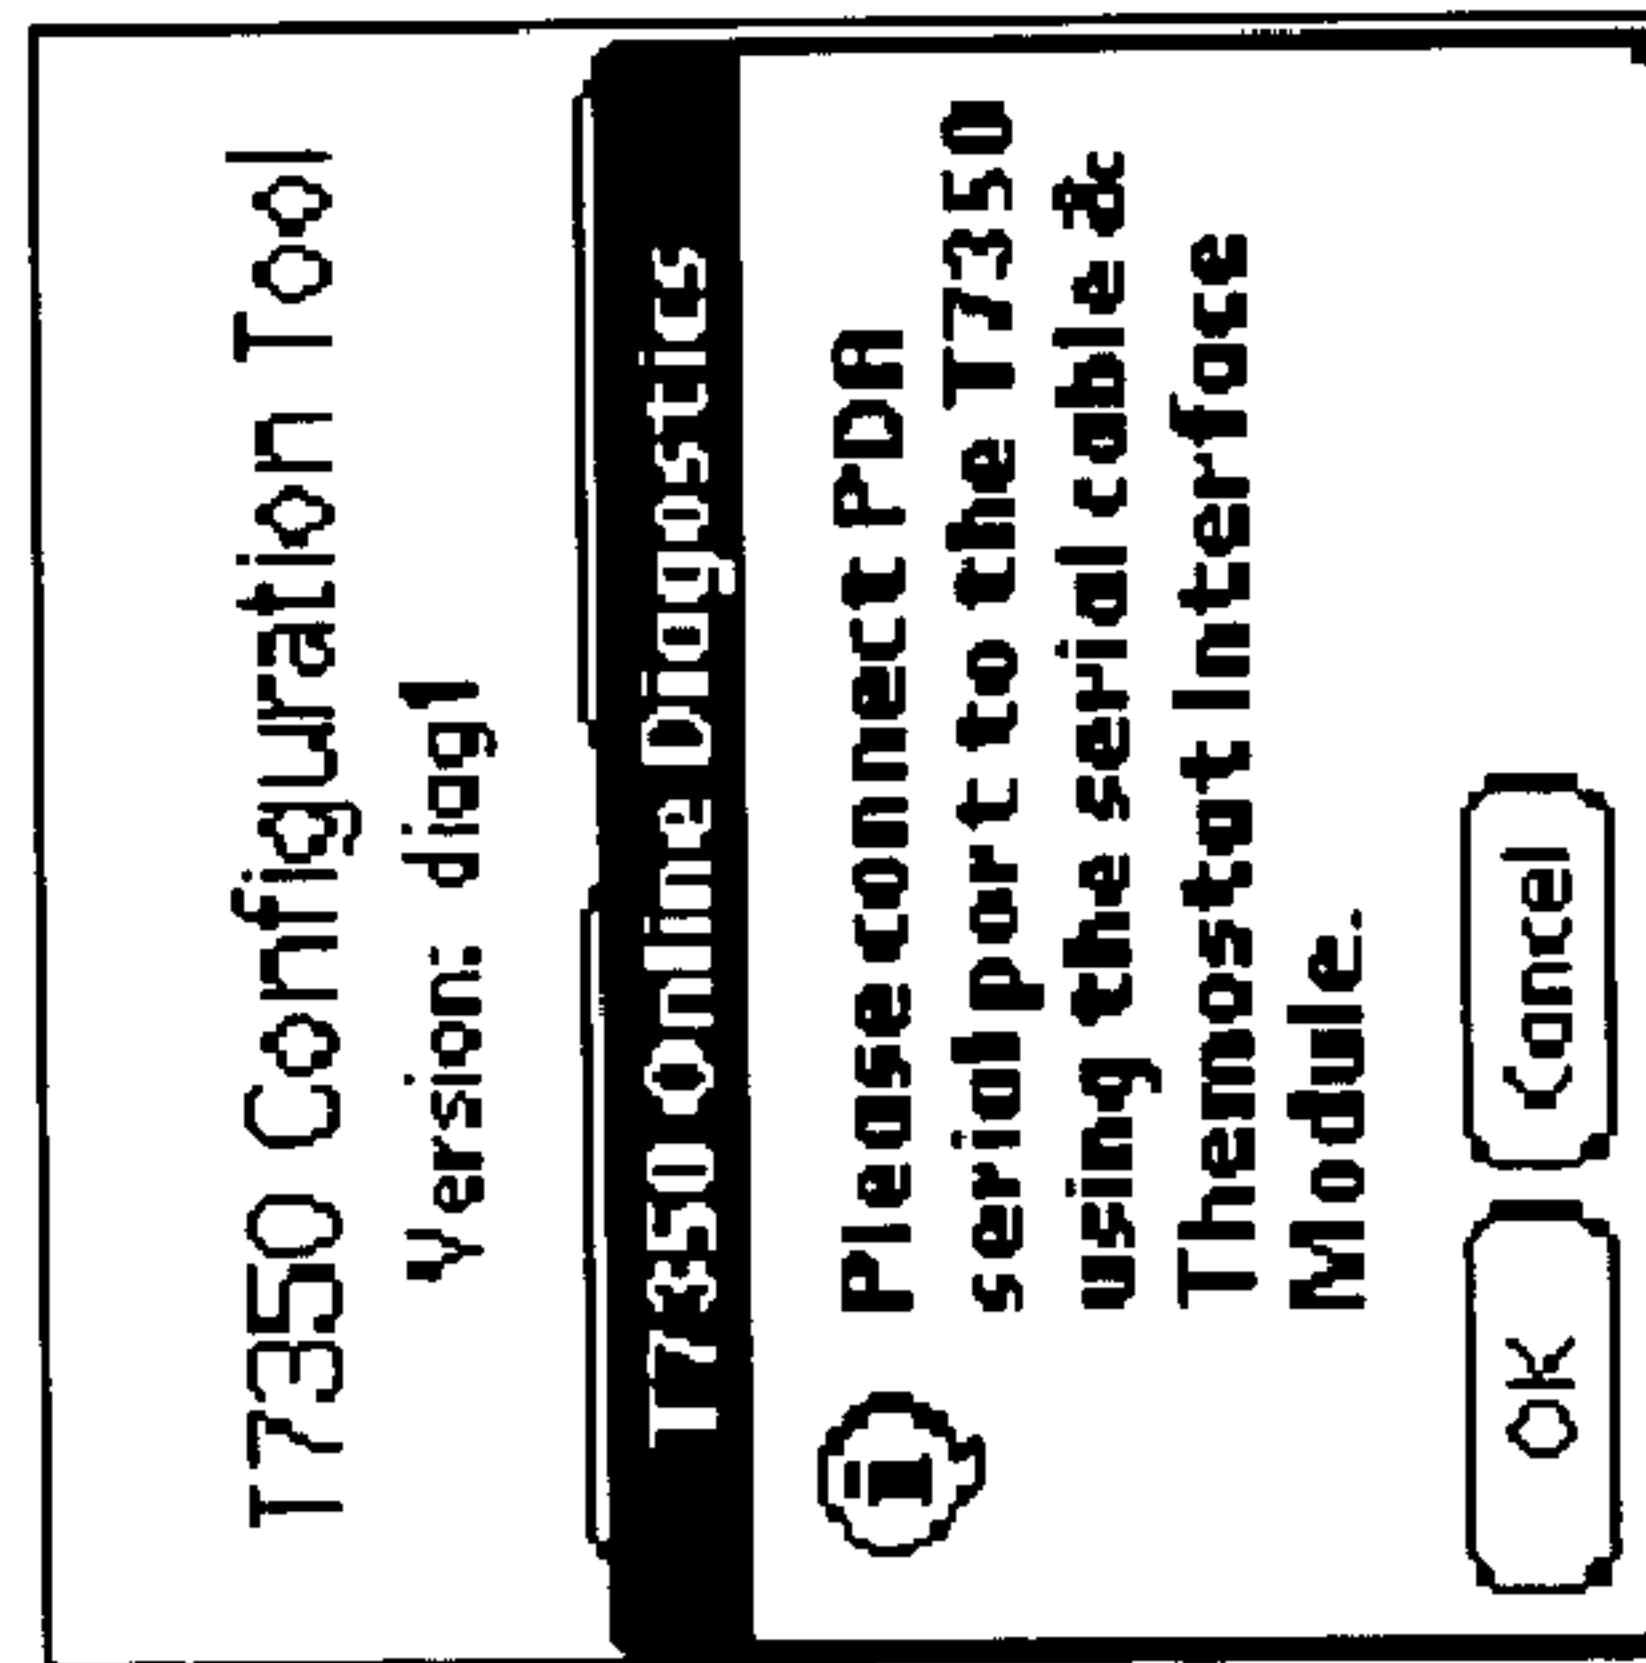 T7350 Configuration Tool
Version: diag1
T7350 Online Diagostics
i
Please connect PDA
serial port to the T7350
using the serial cable &
Themostat Interface
Module.
OK Cancel